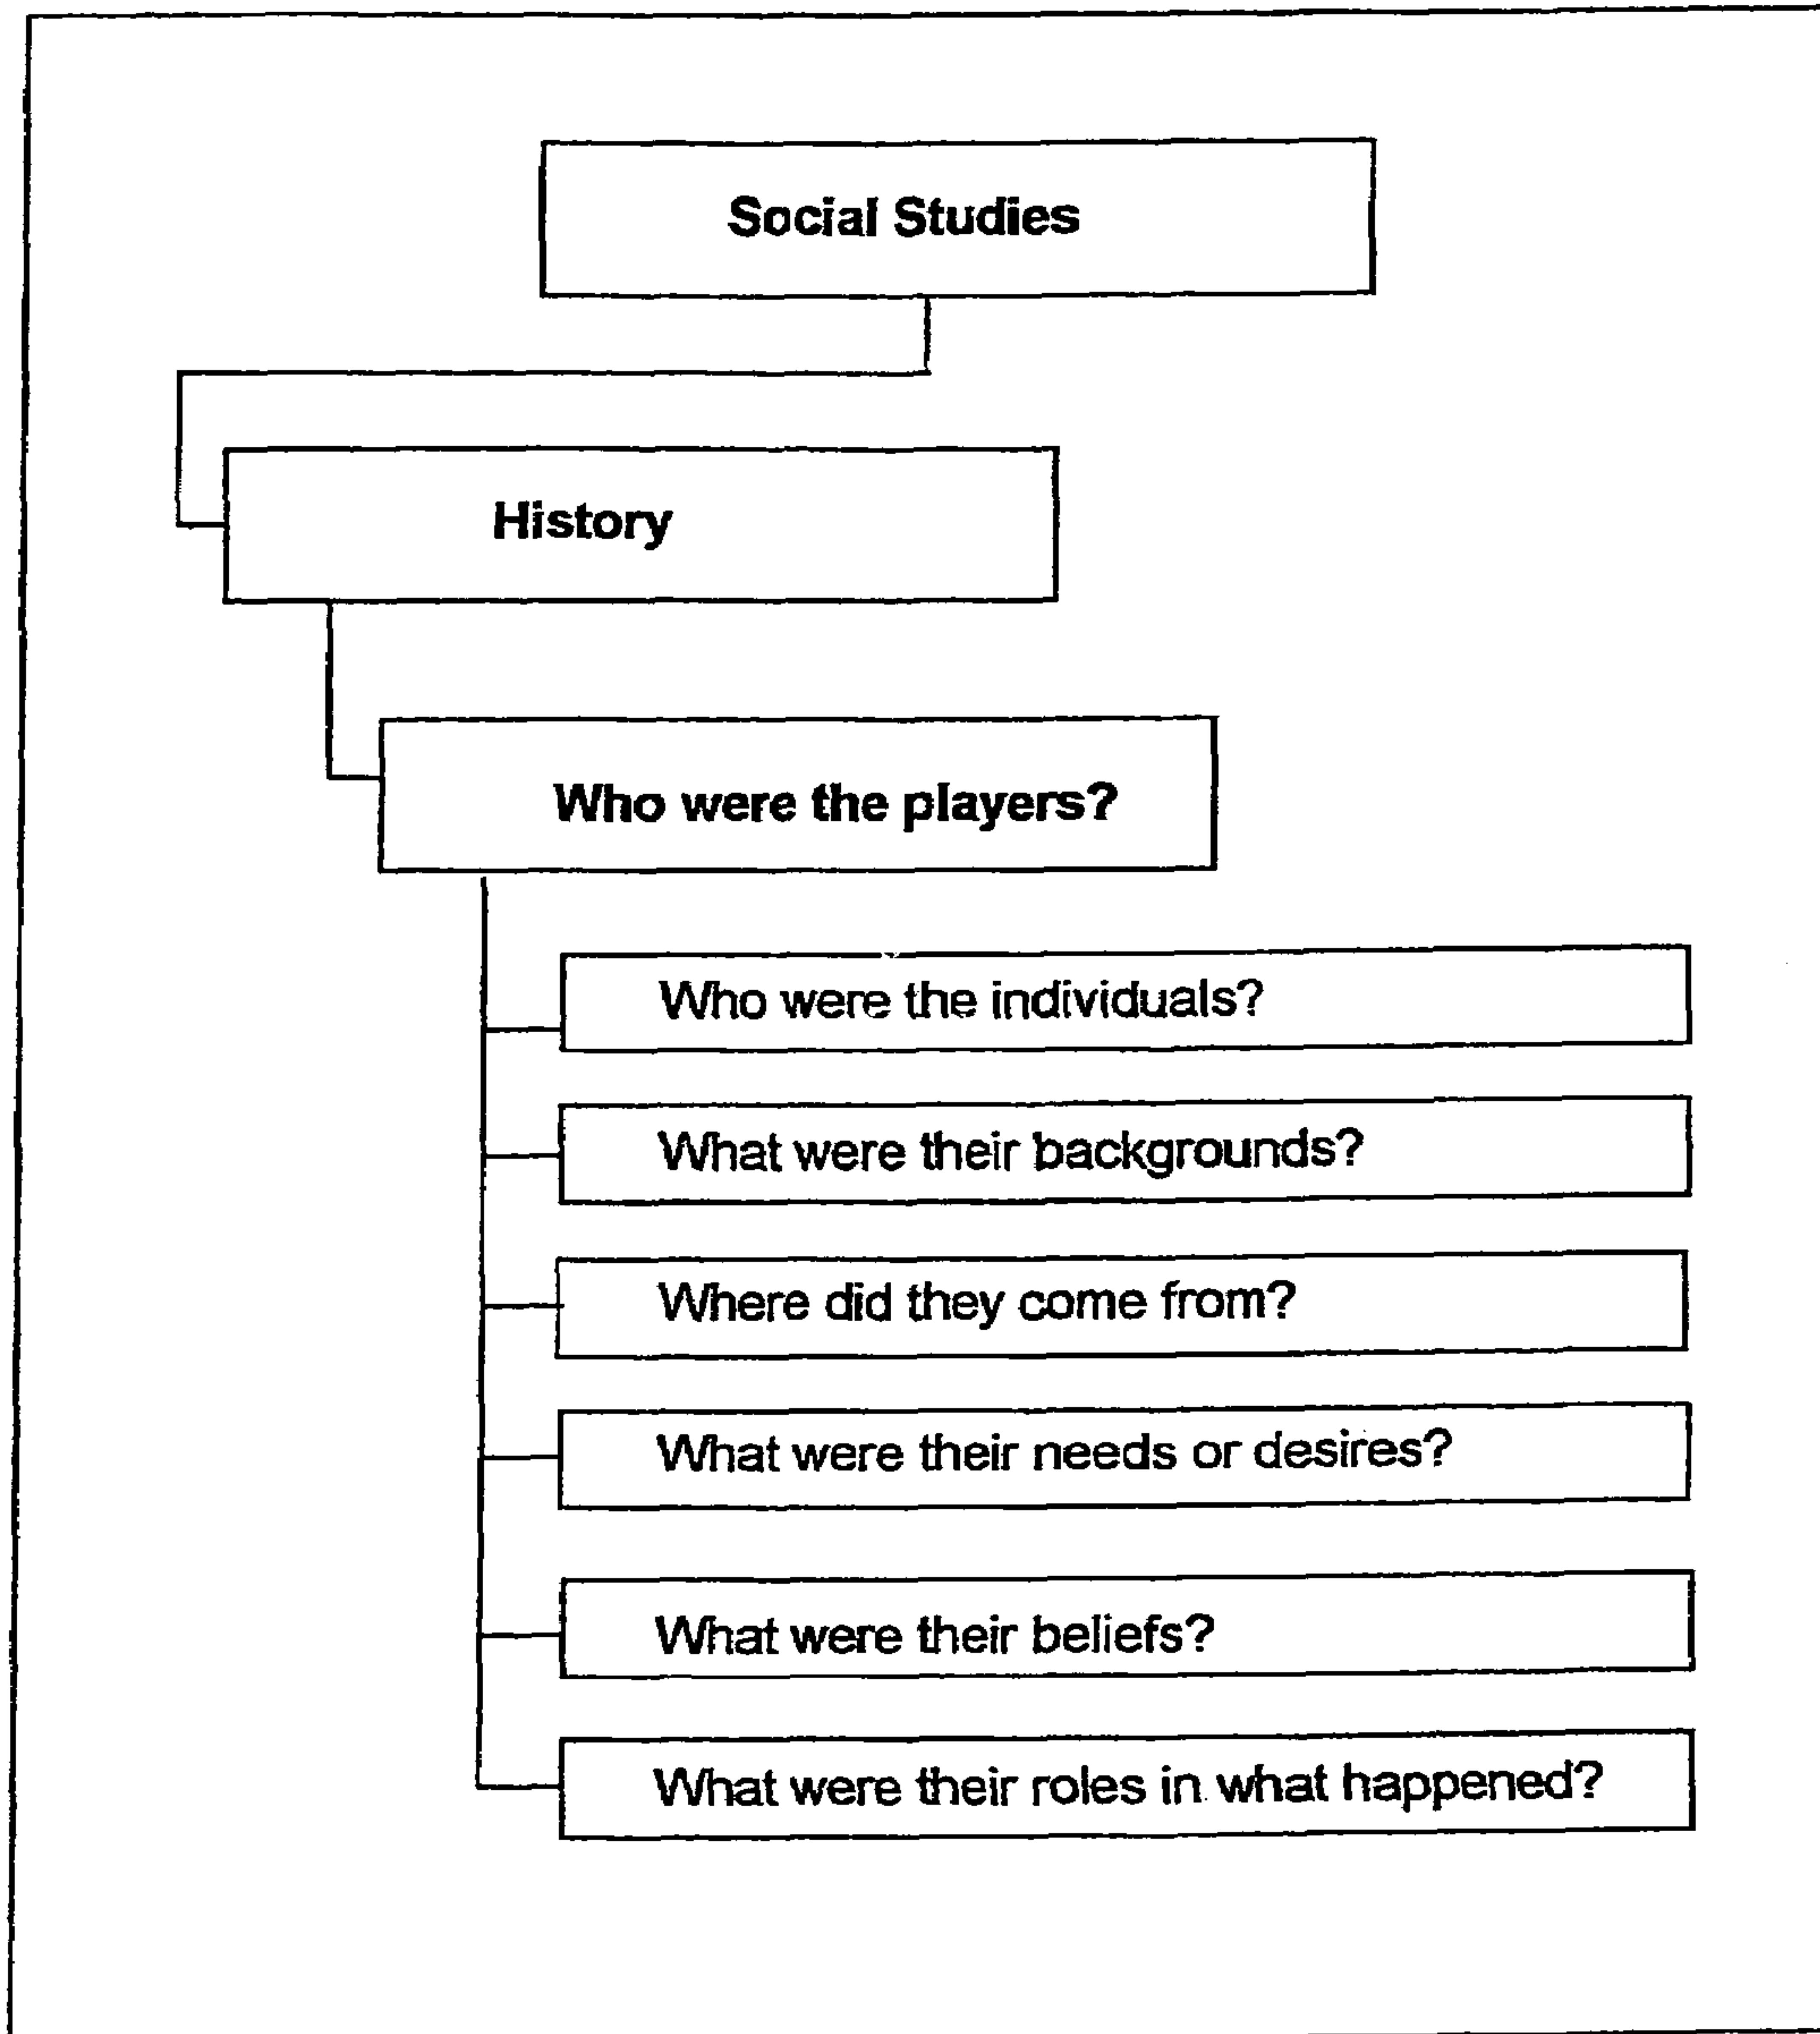 Social Studies
History
Who were the players?
Who were the individuals?
What were their backgrounds?
Where did they come from?
What were their needs or desires?
What were their beliefs?
What were their roles in what happened?